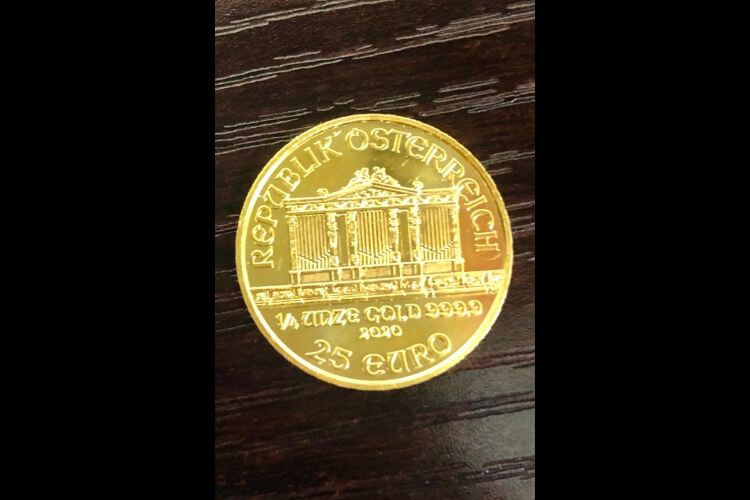 REPUBLIK ÖSTERREICH
1/4 UNZE GOLD 999.9
2020
25 EURO